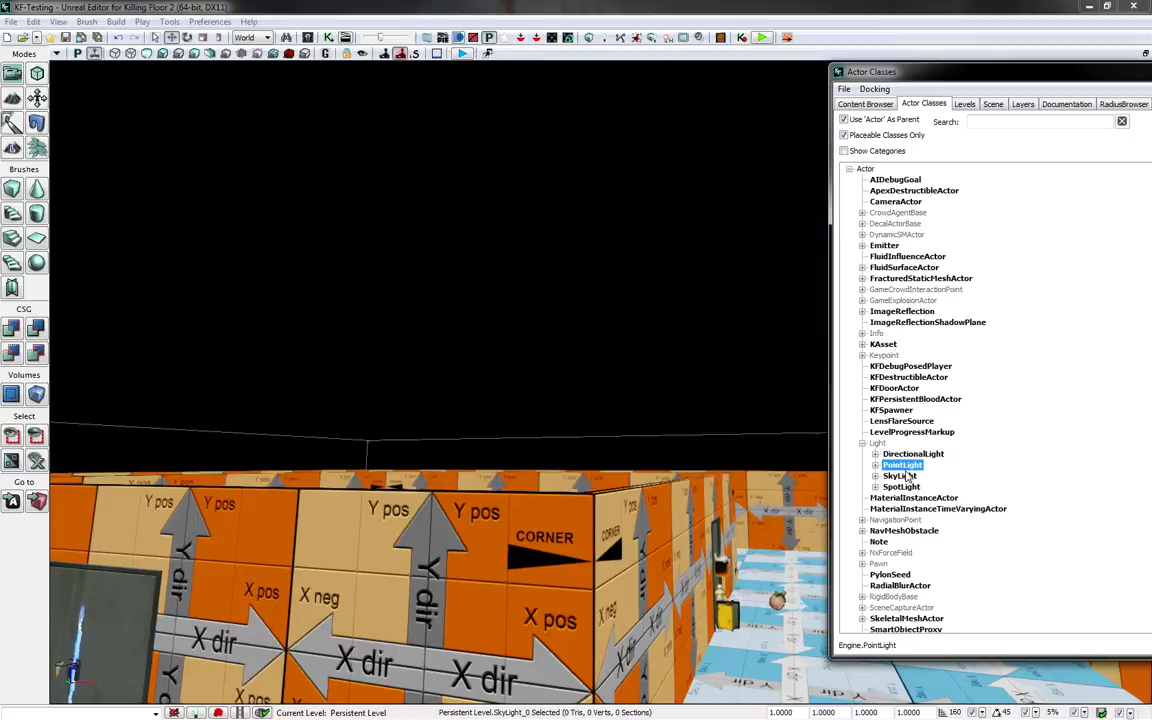 KF-Testing - Unreal Editor for Killing Floor 2 (64-bit, DX11)
File Edit View Brush Build Play Tools Preferences Help
World
Modes
Brushes
CSG
Volumes
Select
Go to
Actor Classes
File Docking
Content Browser Actor Classes Levels Scene Layers Documentation RadiusBrowser
Use 'Actor' As Parent Search:
Placeable Classes Only
Show Categories
Actor
AIDebugGoal
ApexDestructibleActor
CameraActor
CrowdAgentBase
DecalActorBase
DynamicSMActor
Emitter
FluidInfluenceActor
FluidSurfaceActor
FracturedStaticMeshActor
GameCrowdInteractionPoint
GameExplosionActor
ImageReflection
ImageReflectionShadowPlane
Info
KAsset
Keypoint
KFDebugPosedPlayer
KFDestructibleActor
KFDoorActor
KFPersistentBloodActor
KFSpawner
LensFlareSource
LevelProgressMarkup
Light
DirectionalLight
PointLight
SkyLight
SpotLight
MaterialInstanceActor
MaterialInstanceTimeVaryingActor
NavigationPoint
NavMeshObstacle
Note
NxForceField
Pawn
PylonSeed
RadialBlurActor
RigidBodyBase
SceneCaptureActor
SkeletalMeshActor
SmartObjectProxy
Engine.PointLight
Y pos Y pos Y pos
CORNER
Y dir Y dir Y dir
X pos X neg X pos X neg
X dir X dir X dir
Current Level: Persistent Level Persistent Level.SkyLight_0 Selected (0 Tris, 0 Verts, 0 Sections) 1.0000 1.0000 1.0000 1.0000 160 45 5%